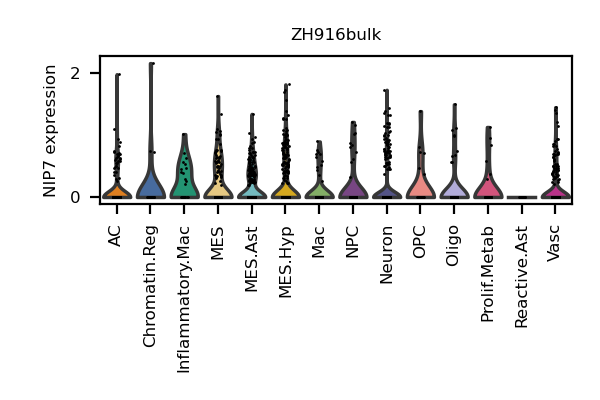 ZH916bulk
NIP7 expression
2
0
AC
Chromatin.Reg
Inflammatory.Mac
MES
MES.Ast
MES.Hyp
Mac
NPC
Neuron
OPC
Oligo
Prolif.Metab
Reactive.Ast
Vasc